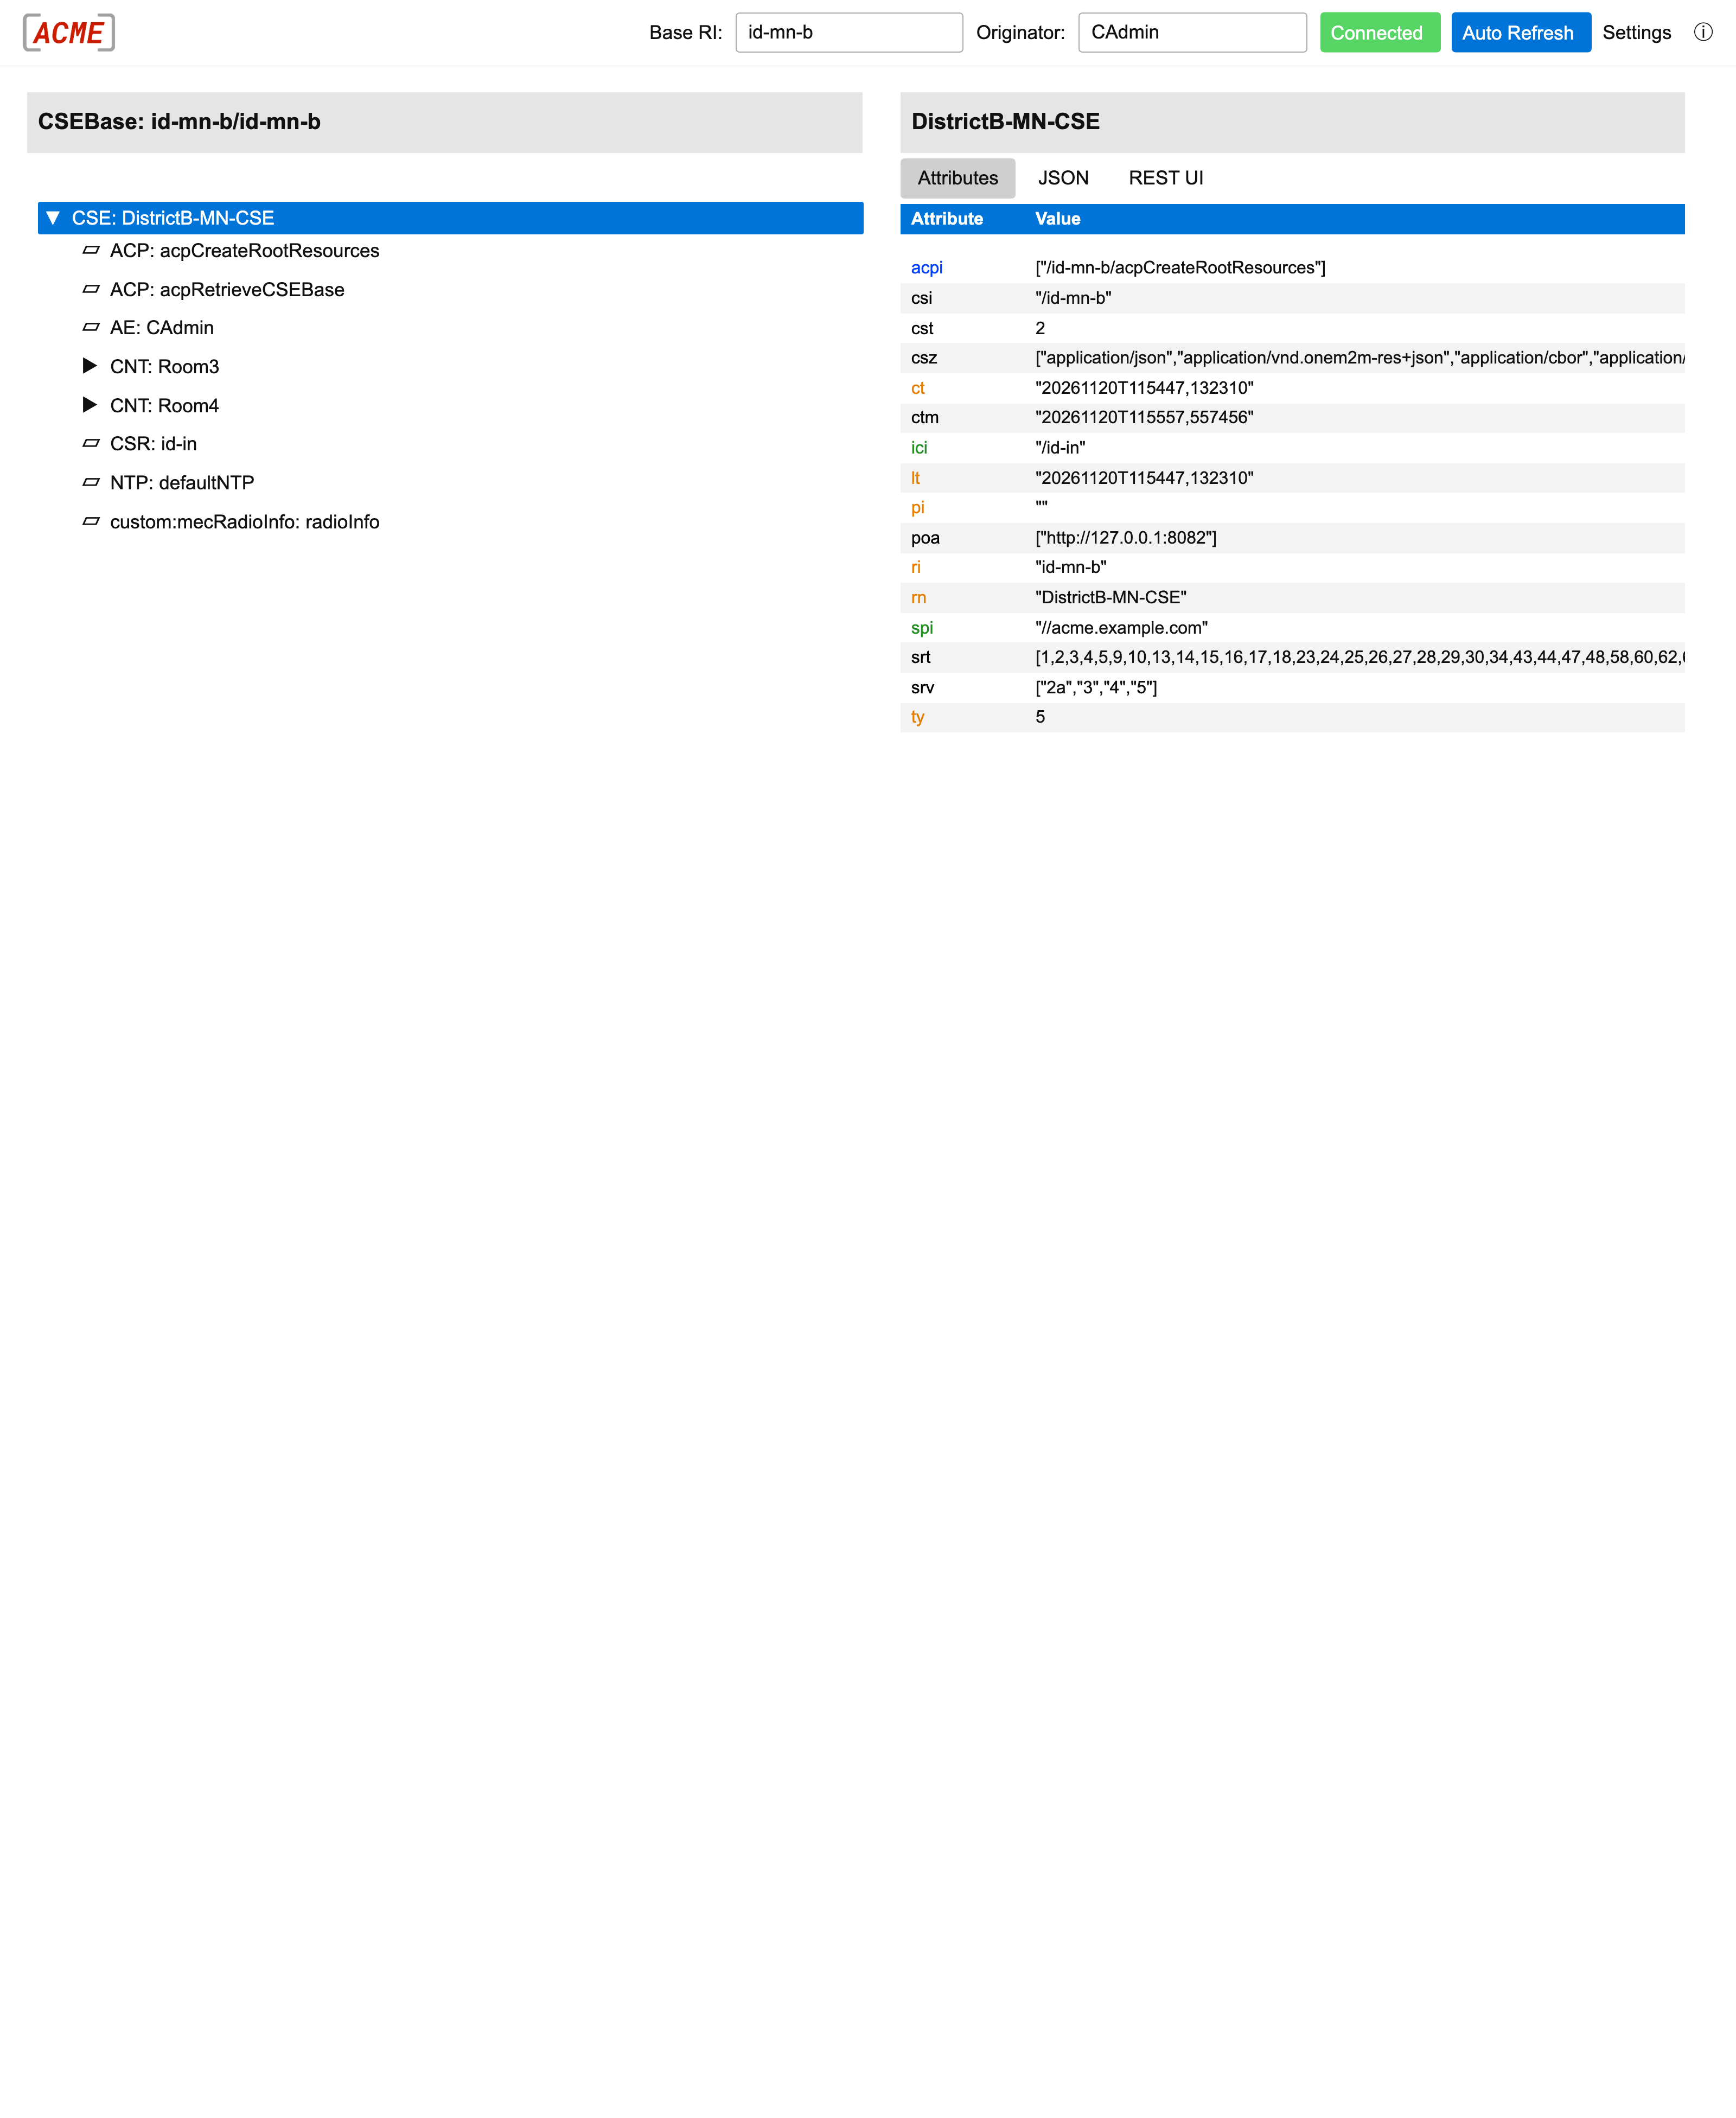 ACME
Base RI: id-mn-b Originator: CAdmin Connected Auto Refresh Settings ⓘ
CSEBase: id-mn-b/id-mn-b
▼ CSE: DistrictB-MN-CSE
ACP: acpCreateRootResources
ACP: acpRetrieveCSEBase
AE: CAdmin
▶ CNT: Room3
▶ CNT: Room4
CSR: id-in
NTP: defaultNTP
custom:mecRadioInfo: radioInfo
DistrictB-MN-CSE
Attributes JSON REST UI
Attribute Value
acpi ["/id-mn-b/acpCreateRootResources"]
csi "/id-mn-b"
cst 2
csz ["application/json","application/vnd.onem2m-res+json","application/cbor","application/
ct "20261120T115447,132310"
ctm "20261120T115557,557456"
ici "/id-in"
lt "20261120T115447,132310"
pi ""
poa ["http://127.0.0.1:8082"]
ri "id-mn-b"
rn "DistrictB-MN-CSE"
spi "//acme.example.com"
srt [1,2,3,4,5,9,10,13,14,15,16,17,18,23,24,25,26,27,28,29,30,34,43,44,47,48,58,60,62,
srv ["2a","3","4","5"]
ty 5